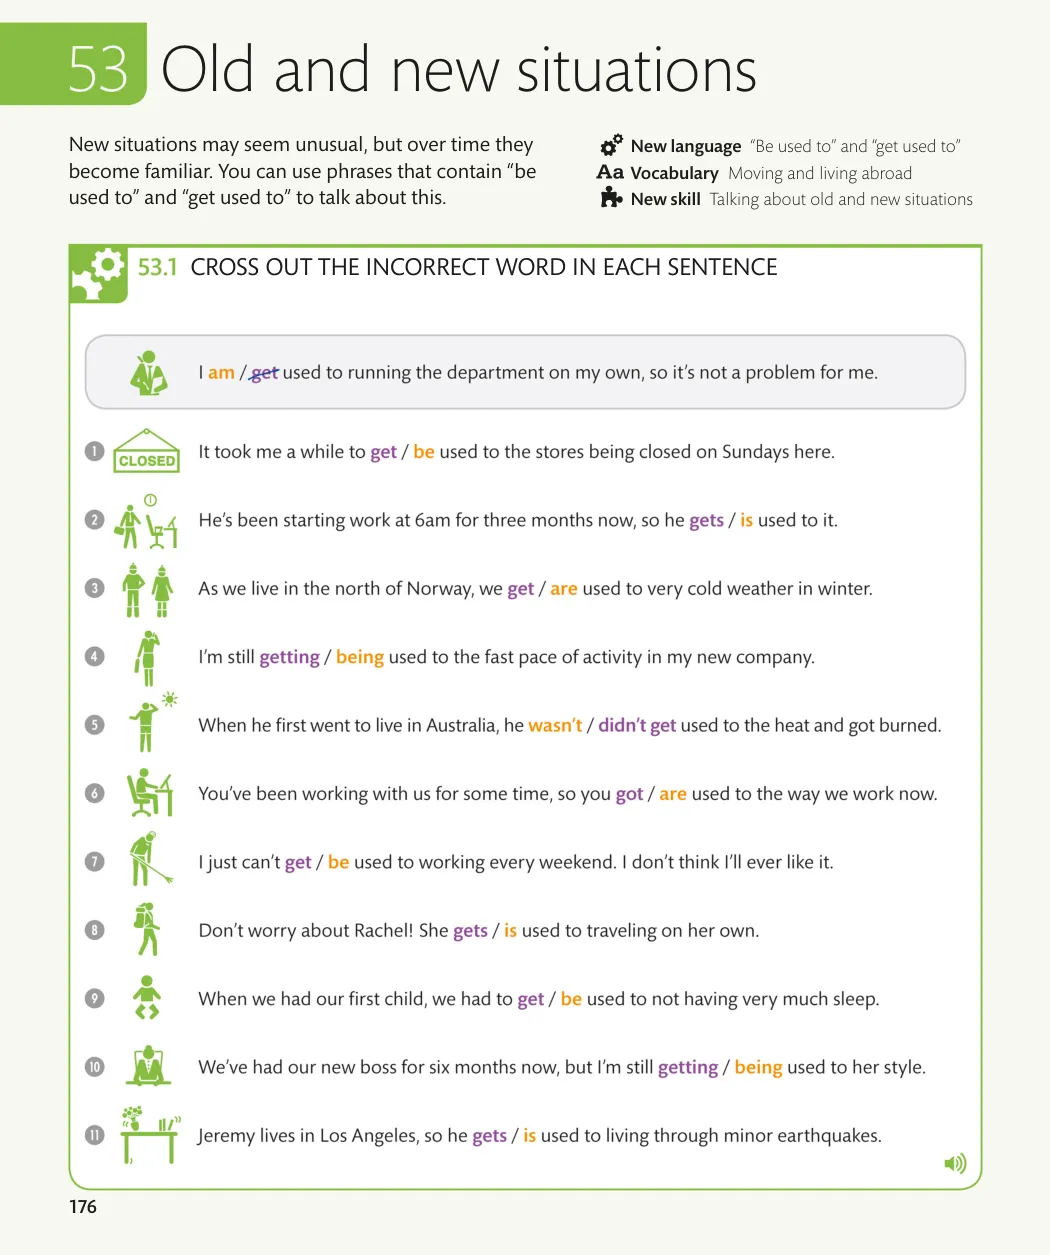 53 Old and new situations
New situations may seem unusual, but over time they
become familiar. You can use phrases that contain “be
used to” and “get used to” to talk about this.
New language “Be used to” and “get used to”
Aa Vocabulary Moving and living abroad
New skill Talking about old and new situations
53.1 CROSS OUT THE INCORRECT WORD IN EACH SENTENCE
I am / get used to running the department on my own, so it’s not a problem for me.
1 CLOSED It took me a while to get / be used to the stores being closed on Sundays here.
2 He’s been starting work at 6am for three months now, so he gets / is used to it.
3 As we live in the north of Norway, we get / are used to very cold weather in winter.
4 I’m still getting / being used to the fast pace of activity in my new company.
5 When he first went to live in Australia, he wasn’t / didn’t get used to the heat and got burned.
6 You’ve been working with us for some time, so you got / are used to the way we work now.
7 I just can’t get / be used to working every weekend. I don’t think I’ll ever like it.
8 Don’t worry about Rachel! She gets / is used to traveling on her own.
9 When we had our first child, we had to get / be used to not having very much sleep.
10 We’ve had our new boss for six months now, but I’m still getting / being used to her style.
11 Jeremy lives in Los Angeles, so he gets / is used to living through minor earthquakes.
176